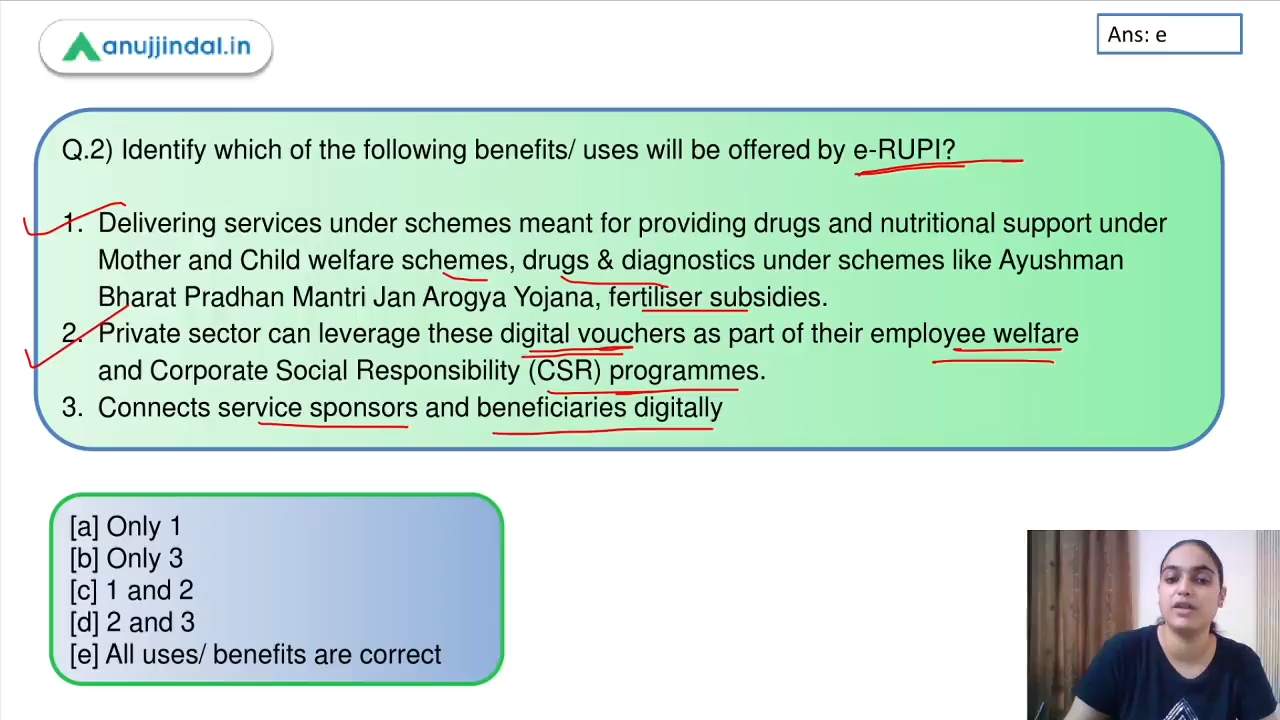 anujjindal.in
Ans: e
Q.2) Identify which of the following benefits/ uses will be offered by e-RUPI?
1. Delivering services under schemes meant for providing drugs and nutritional support under
Mother and Child welfare schemes, drugs & diagnostics under schemes like Ayushman
Bharat Pradhan Mantri Jan Arogya Yojana, fertiliser subsidies.
2. Private sector can leverage these digital vouchers as part of their employee welfare
and Corporate Social Responsibility (CSR) programmes.
3. Connects service sponsors and beneficiaries digitally
[a] Only 1
[b] Only 3
[c] 1 and 2
[d] 2 and 3
[e] All uses/ benefits are correct